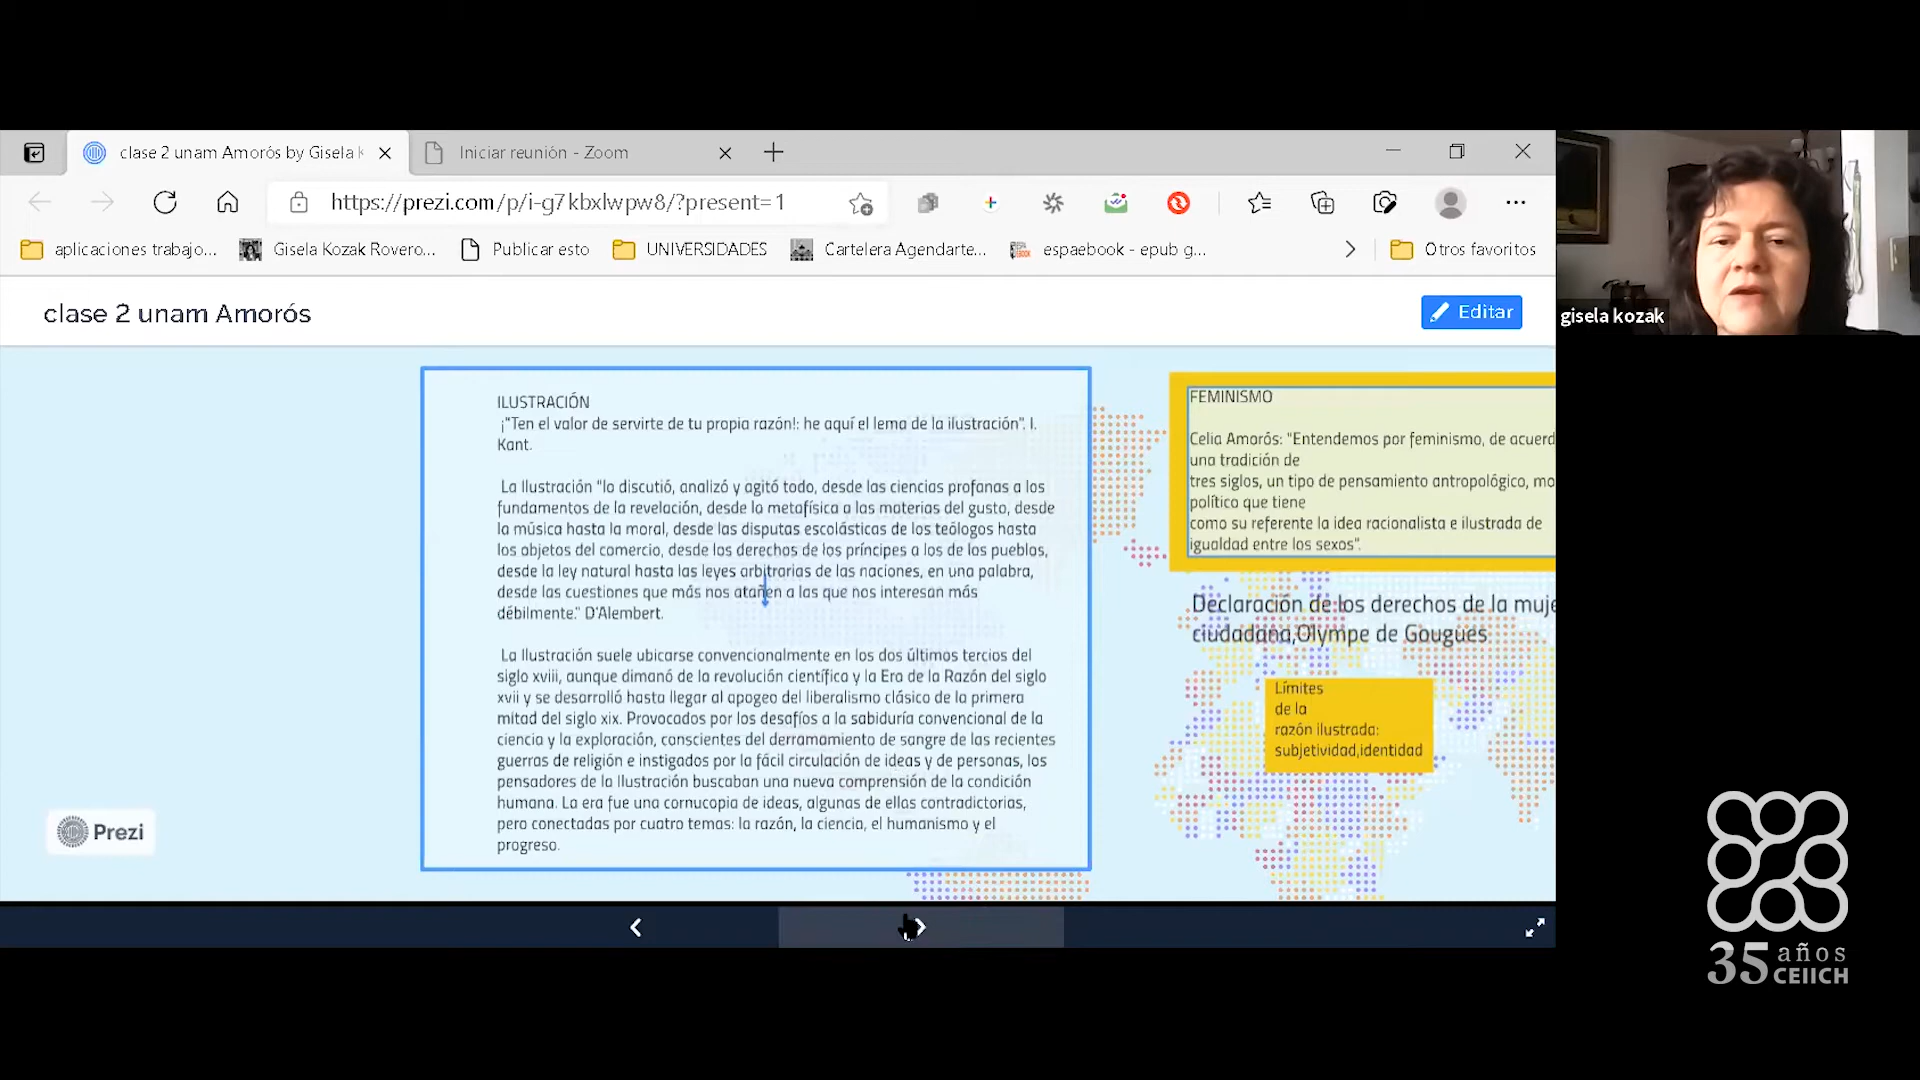 clase 2 unam Amorós by Gisela K
Iniciar reunión - Zoom
https://prezi.com/p/i-g7kbxlwpw8/?present=1
aplicaciones trabajo...
Gisela Kozak Rovero...
Publicar esto
UNIVERSIDADES
Cartelera Agendarte...
espaebook - epub g...
Otros favoritos
clase 2 unam Amorós
Editar
ILUSTRACIÓN
¡"Ten el valor de servirte de tu propia razón!: he aquí el lema de la ilustración". I.
Kant.
La Ilustración "lo discutió, analizó y agitó todo, desde las ciencias profanas a los
fundamentos de la revelación, desde la metafísica a las materias del gusto, desde
la música hasta la moral, desde las disputas escolásticas de los teólogos hasta
los objetos del comercio, desde los derechos de los príncipes a los de los pueblos,
desde la ley natural hasta las leyes arbitrarias de las naciones, en una palabra,
desde las cuestiones que más nos atañen a las que nos interesan más
débilmente." D'Alembert.
La Ilustración suele ubicarse convencionalmente en los dos últimos tercios del
siglo xviii, aunque dimanó de la revolución científica y la Era de la Razón del siglo
xvii y se desarrolló hasta llegar al apogeo del liberalismo clásico de la primera
mitad del siglo xix. Provocados por los desafíos a la sabiduría convencional de la
ciencia y la exploración, conscientes del derramamiento de sangre de las recientes
guerras de religión e instigados por la fácil circulación de ideas y de personas, los
pensadores de la Ilustración buscaban una nueva comprensión de la condición
humana. La era fue una cornucopia de ideas, algunas de ellas contradictorias,
pero conectadas por cuatro temas: la razón, la ciencia, el humanismo y el
progreso.
FEMINISMO
Celia Amorós: "Entendemos por feminismo, de acuerd
una tradición de
tres siglos, un tipo de pensamiento antropológico, mo
político que tiene
como su referente la idea racionalista e ilustrada de
igualdad entre los sexos".
Declaración de los derechos de la muje
ciudadana,Olympe de Gougues
Límites
de la
razón ilustrada:
subjetividad,identidad
Prezi
gisela kozak
35 años
CEIICH